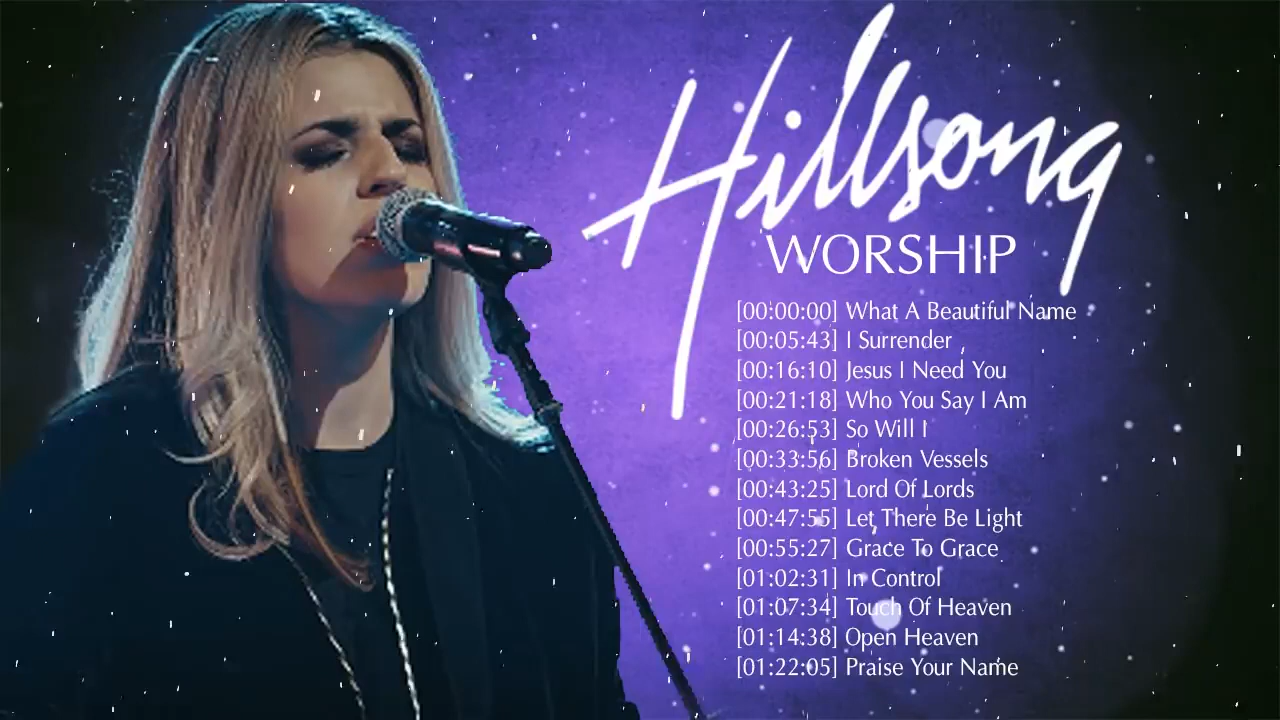 Hillsong
WORSHIP
[00:00:00] What A Beautiful Name
[00:05:43] I Surrender
[00:16:10] Jesus I Need You
[00:21:18] Who You Say I Am
[00:26:53] So Will I
[00:33:56] Broken Vessels
[00:43:25] Lord Of Lords
[00:47:55] Let There Be Light
[00:55:27] Grace To Grace
[01:02:31] In Control
[01:07:34] Touch Of Heaven
[01:14:38] Open Heaven
[01:22:05] Praise Your Name